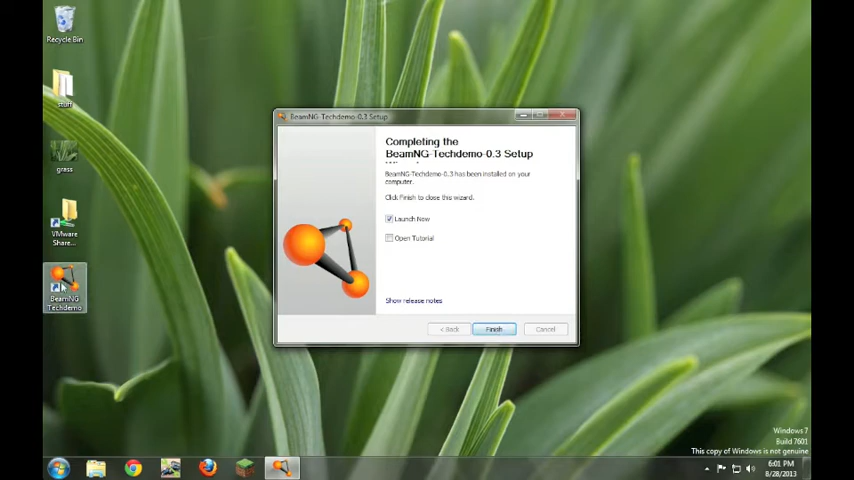 Recycle Bin
stuff
grass
VMware
Share...
BeamNG
Techdemo
BeamNG-Techdemo-0.3 Setup
Completing the
BeamNG-Techdemo-0.3 Setup
BeamNG-Techdemo-0.3 has been installed on your
computer.
Click Finish to close this wizard.
Launch Now
Open Tutorial
Show release notes
< Back
Finish
Cancel
Windows 7
Build 7601
This copy of Windows is not genuine
6:01 PM
8/28/2013